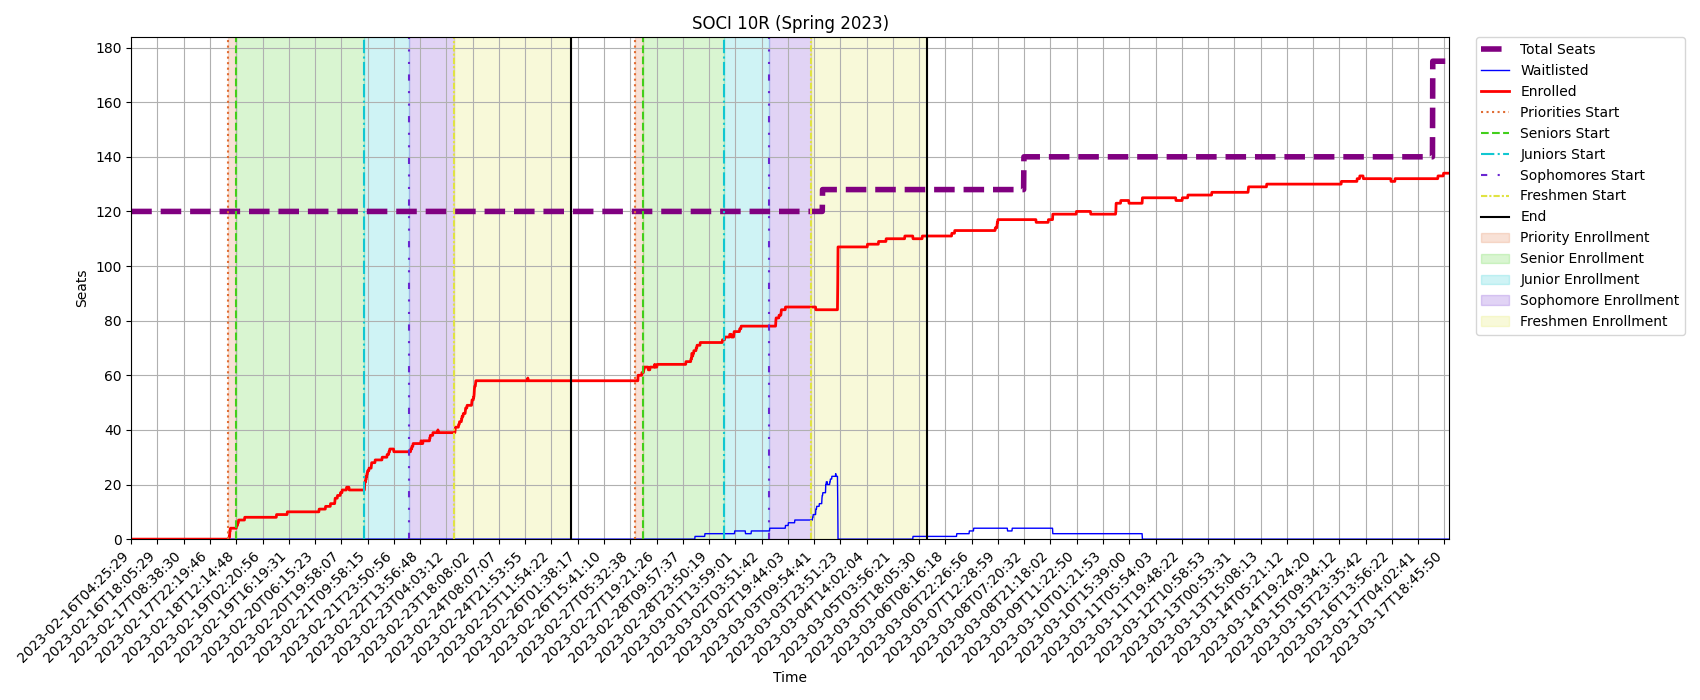 SOCI 10R (Spring 2023)
Seats
180
160
140
120
100
80
60
40
20
0
2023-02-16T04:25:29
2023-02-16T18:05:29
2023-02-17T08:38:30
2023-02-17T22:19:46
2023-02-18T12:14:48
2023-02-19T02:20:56
2023-02-19T16:19:31
2023-02-20T06:15:23
2023-02-20T19:58:07
2023-02-21T09:58:15
2023-02-21T23:50:56
2023-02-22T13:56:48
2023-02-23T04:03:12
2023-02-23T18:08:02
2023-02-24T08:07:07
2023-02-24T21:53:55
2023-02-25T11:54:22
2023-02-26T01:38:17
2023-02-26T15:41:10
2023-02-27T05:32:38
2023-02-27T19:21:26
2023-02-28T09:57:37
2023-02-28T23:50:19
2023-03-01T13:59:01
2023-03-02T03:51:42
2023-03-02T19:44:03
2023-03-03T09:54:41
2023-03-03T23:51:23
2023-03-04T14:02:04
2023-03-05T03:56:21
2023-03-05T18:05:30
2023-03-06T08:16:18
2023-03-06T22:26:56
2023-03-07T12:28:59
2023-03-08T07:20:32
2023-03-08T21:18:02
2023-03-09T11:22:50
2023-03-10T01:21:53
2023-03-10T15:39:00
2023-03-11T05:54:03
2023-03-11T19:48:22
2023-03-12T10:58:53
2023-03-13T00:53:31
2023-03-13T15:08:13
2023-03-14T05:21:12
2023-03-14T19:24:20
2023-03-15T09:34:12
2023-03-15T23:35:42
2023-03-16T13:56:22
2023-03-17T04:02:41
2023-03-17T18:45:50
Time
Total Seats
Waitlisted
Enrolled
Priorities Start
Seniors Start
Juniors Start
Sophomores Start
Freshmen Start
End
Priority Enrollment
Senior Enrollment
Junior Enrollment
Sophomore Enrollment
Freshmen Enrollment